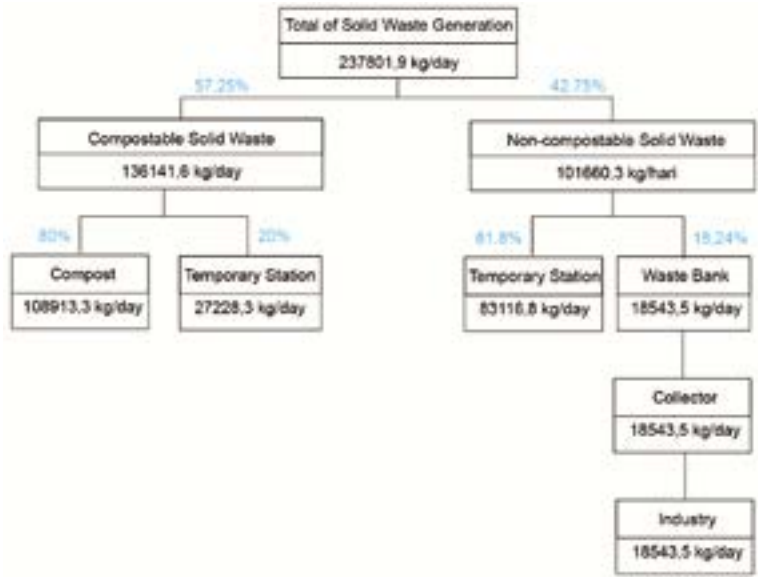 Total of Solid Waste Generation
237801,9 kg/day
57,25%
42,75%
Compostable Solid Waste
136141,6 kg/day
Non-compostable Solid Waste
101660,3 kg/hari
80%
20%
81,8%
18,24%
Compost
108913,3 kg/day
Temporary Station
27228,3 kg/day
Temporary Station
83116,8 kg/day
Waste Bank
18543,5 kg/day
Collector
18543,5 kg/day
Industry
18543,5 kg/day